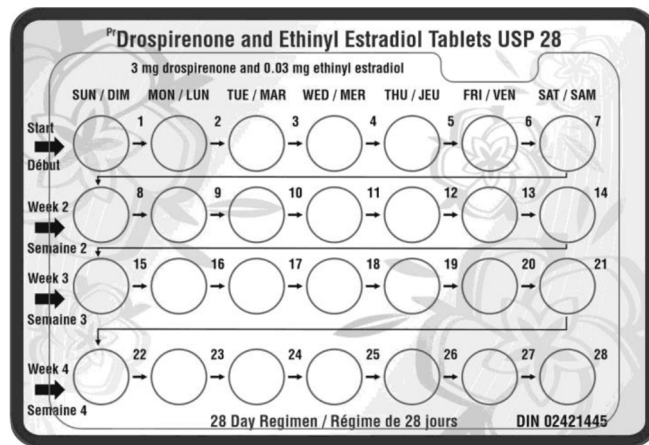 PrDrospirenone and Ethinyl Estradiol Tablets USP 28
3 mg drospirenone and 0.03 mg ethinyl estradiol
SUN / DIM MON / LUN TUE / MAR WED / MER THU / JEU FRI / VEN SAT / SAM
Start 1 2 3 4 5 6 7
Début
Week 2 8 9 10 11 12 13 14
Semaine 2
Week 3 15 16 17 18 19 20 21
Semaine 3
Week 4 22 23 24 25 26 27 28
Semaine 4
28 Day Regimen / Régime de 28 jours DIN 02421445